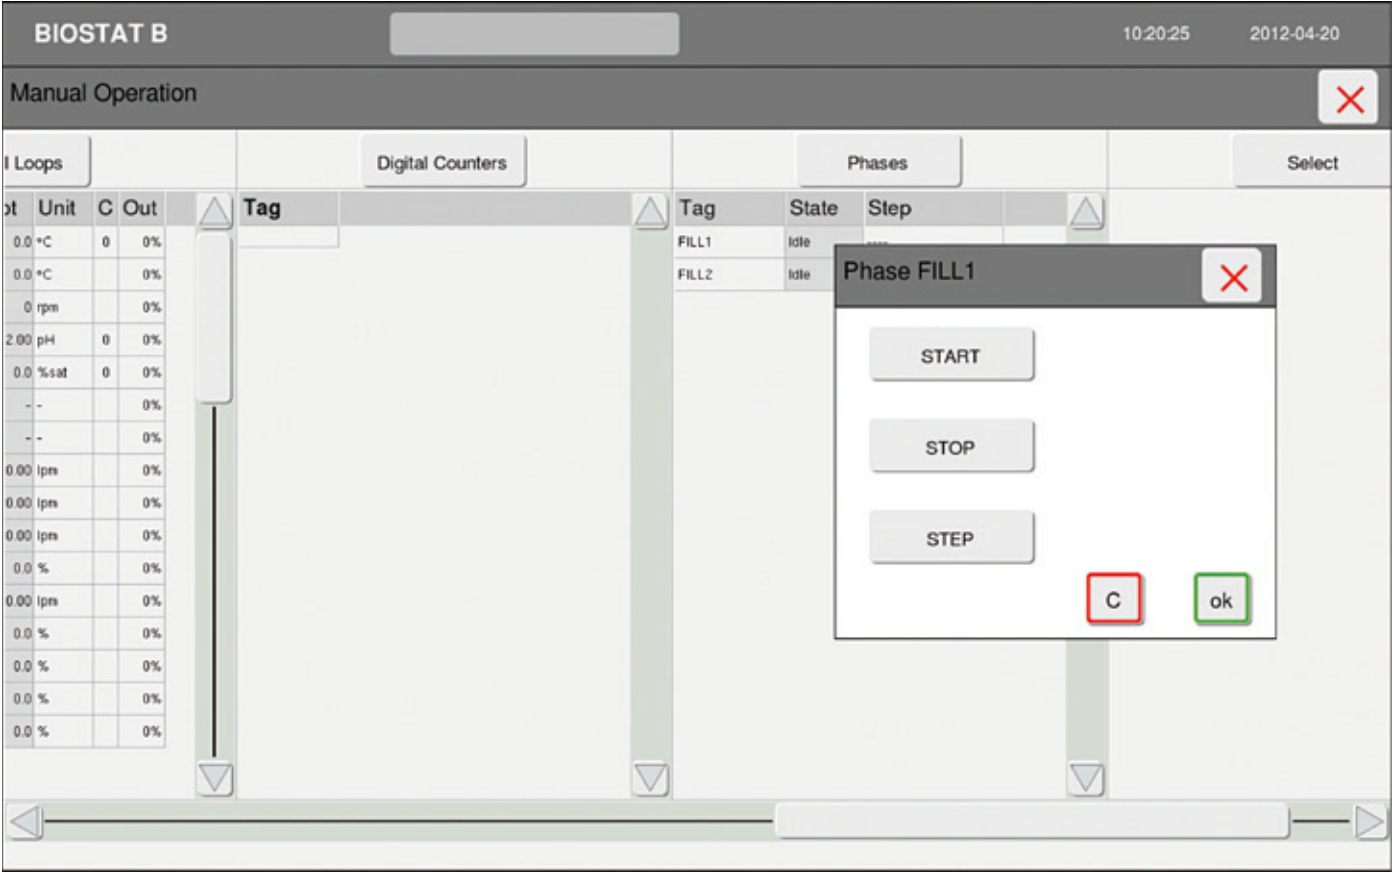 BIOSTAT B 10:20:25 2012-04-20
Manual Operation
l Loops Digital Counters Phases Select
ot Unit C Out Tag Tag State Step
0.0 °C 0 0% FILL1 Idle ----
0.0 °C 0% FILL2 Idle
Phase FILL1
0 rpm 0%
2.00 pH 0 0% START
0.0 %sat 0 0%
- - 0%
- - 0% STOP
0.00 lpm 0%
0.00 lpm 0%
0.00 lpm 0% STEP
0.0 % 0%
0.00 lpm 0% C ok
0.0 % 0%
0.0 % 0%
0.0 % 0%
0.0 % 0%